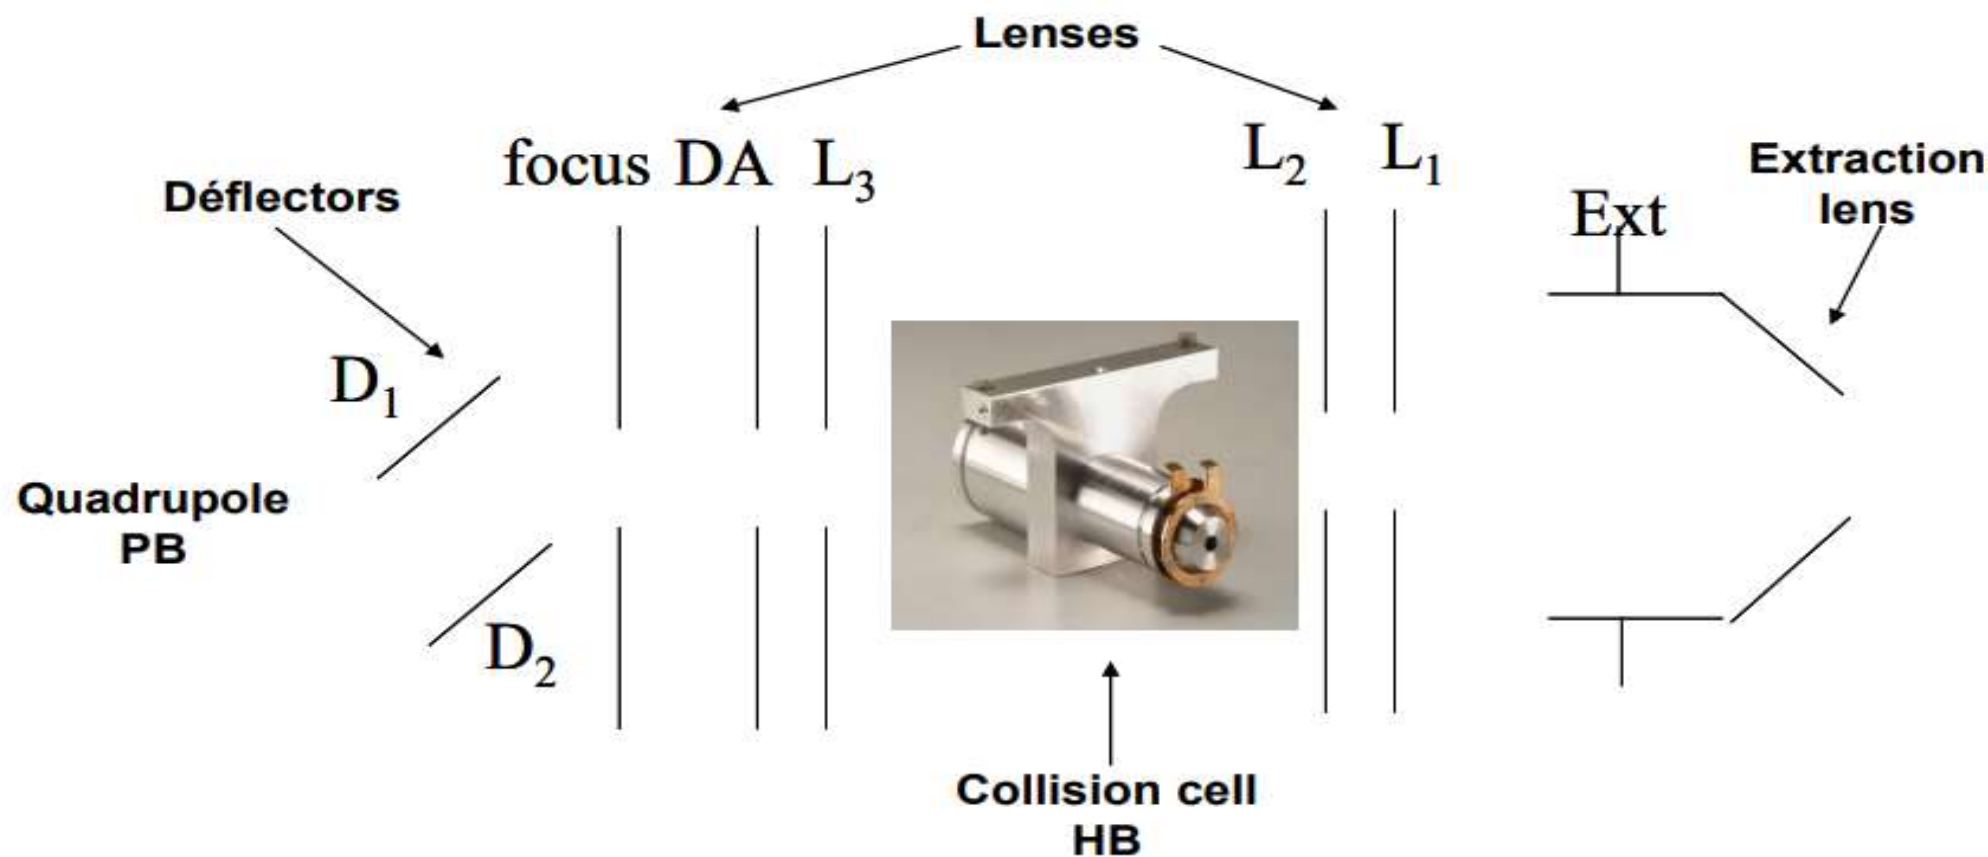 Lenses
focus DA L₃
L₂ L₁
Extraction
lens
Déflectors
Ext
D₁
Quadrupole
PB
D₂
Collision cell
HB